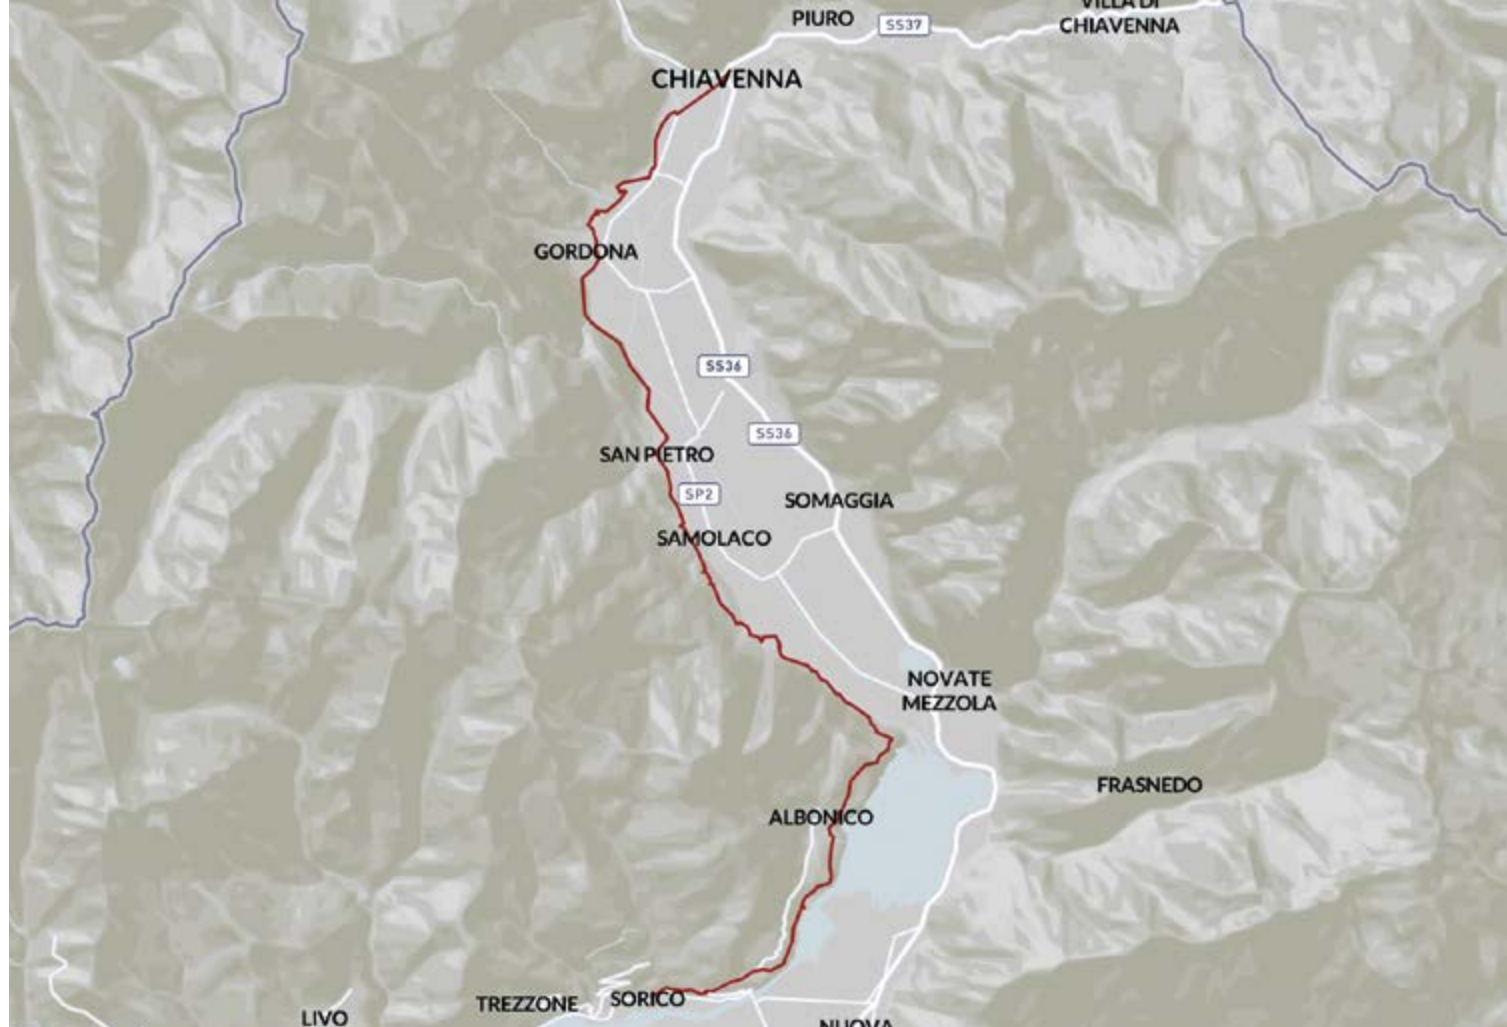 PIURO
SS37
VILLA DI
CHIAVENNA
CHIAVENNA
GORDONA
SS36
SS36
SAN PIETRO
SP2
SOMAGGIA
SAMOLACO
NOVATE
MEZZOLA
FRASNEDO
ALBONICO
TREZZONE
SORICO
LIVO
NUOVA